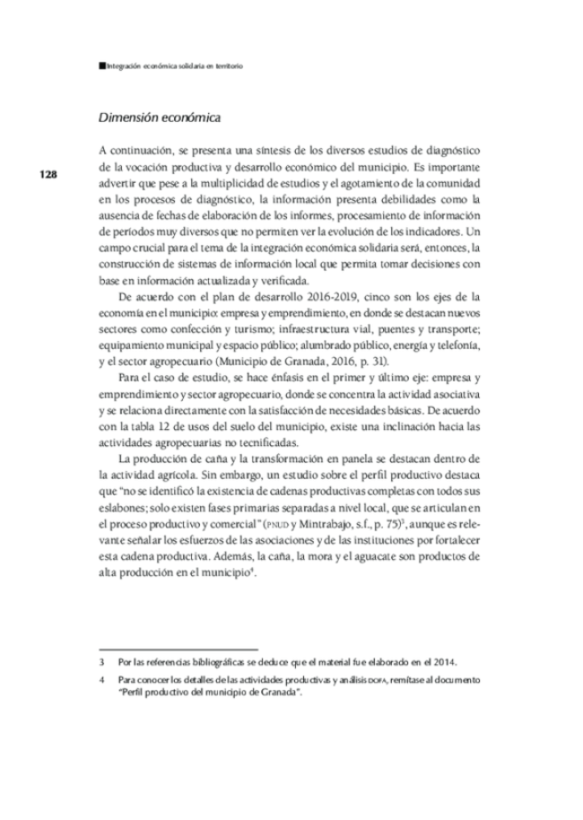 Integración económica solidaria en territorio
Dimensión económica
128
A continuación, se presenta una síntesis de los diversos estudios de diagnóstico
de la vocación productiva y desarrollo económico del municipio. Es importante
advertir que pese a la multiplicidad de estudios y el agotamiento de la comunidad
en los procesos de diagnóstico, la información presenta debilidades como la
ausencia de fechas de elaboración de los informes, procesamiento de información
de períodos muy diversos que no permiten ver la evolución de los indicadores. Un
campo crucial para el tema de la integración económica solidaria será, entonces, la
construcción de sistemas de información local que permita tomar decisiones con
base en información actualizada y verificada.
De acuerdo con el plan de desarrollo 2016-2019, cinco son los ejes de la
economía en el municipio: empresa y emprendimiento, en donde se destacan nuevos
sectores como confección y turismo; infraestructura vial, puentes y transporte;
equipamiento municipal y espacio público; alumbrado público, energía y telefonía,
y el sector agropecuario (Municipio de Granada, 2016, p. 31).
Para el caso de estudio, se hace énfasis en el primer y último eje: empresa y
emprendimiento y sector agropecuario, donde se concentra la actividad asociativa
y se relaciona directamente con la satisfacción de necesidades básicas. De acuerdo
con la tabla 12 de usos del suelo del municipio, existe una inclinación hacia las
actividades agropecuarias no tecnificadas.
La producción de caña y la transformación en panela se destacan dentro de
la actividad agrícola. Sin embargo, un estudio sobre el perfil productivo destaca
que “no se identificó la existencia de cadenas productivas completas con todos sus
eslabones; solo existen fases primarias separadas a nivel local, que se articulan en
el proceso productivo y comercial” (PNUD y Mintrabajo, s.f., p. 75)³, aunque es rele-
vante señalar los esfuerzos de las asociaciones y de las instituciones por fortalecer
esta cadena productiva. Además, la caña, la mora y el aguacate son productos de
alta producción en el municipio⁴.
3 Por las referencias bibliográficas se deduce que el material fue elaborado en el 2014.
4 Para conocer los detalles de las actividades productivas y análisis DOFA, remítase al documento
“Perfil productivo del municipio de Granada”.